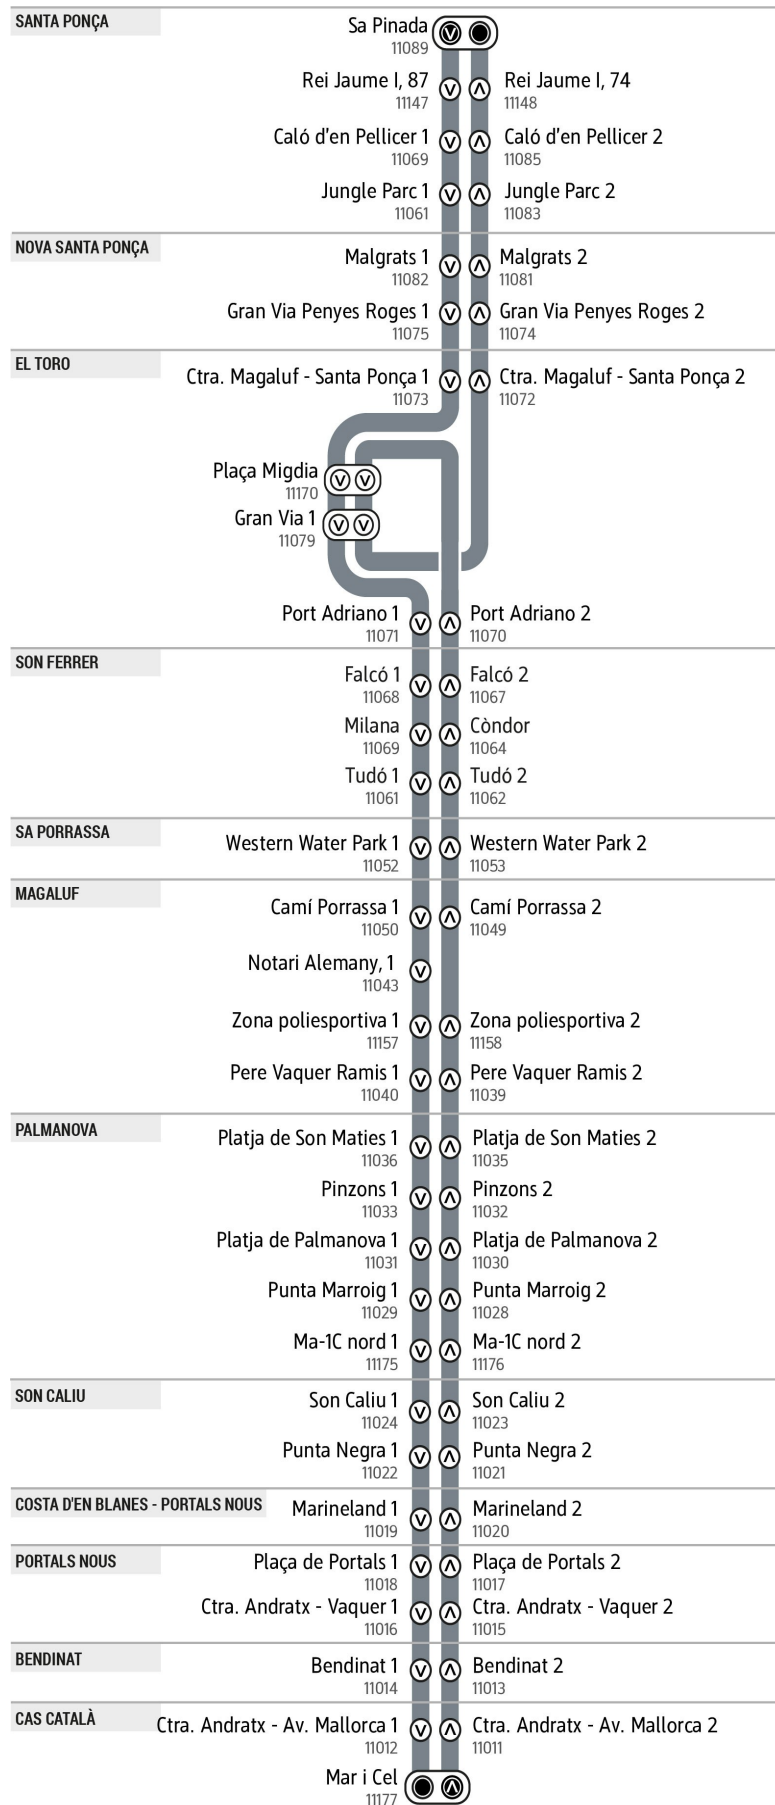 SANTA PONÇA
Sa Pinada
11089
Rei Jaume I, 87
11147
Rei Jaume I, 74
11148
Caló d'en Pellicer 1
11069
Caló d'en Pellicer 2
11085
Jungle Parc 1
11061
Jungle Parc 2
11083
NOVA SANTA PONÇA
Malgrats 1
11082
Malgrats 2
11081
Gran Via Penyes Roges 1
11075
Gran Via Penyes Roges 2
11074
EL TORO
Ctra. Magaluf - Santa Ponça 1
11073
Ctra. Magaluf - Santa Ponça 2
11072
Plaça Migdia
11170
Gran Via 1
11079
Port Adriano 1
11071
Port Adriano 2
11070
SON FERRER
Falcó 1
11068
Falcó 2
11067
Milana
11069
Còndor
11064
Tudó 1
11061
Tudó 2
11062
SA PORRASSA
Western Water Park 1
11052
Western Water Park 2
11053
MAGALUF
Camí Porrassa 1
11050
Camí Porrassa 2
11049
Notari Alemany, 1
11043
Zona poliesportiva 1
11157
Zona poliesportiva 2
11158
Pere Vaquer Ramis 1
11040
Pere Vaquer Ramis 2
11039
PALMANOVA
Platja de Son Maties 1
11036
Platja de Son Maties 2
11035
Pinzons 1
11033
Pinzons 2
11032
Platja de Palmanova 1
11031
Platja de Palmanova 2
11030
Punta Marroig 1
11029
Punta Marroig 2
11028
Ma-1C nord 1
11175
Ma-1C nord 2
11176
SON CALIU
Son Caliu 1
11024
Son Caliu 2
11023
Punta Negra 1
11022
Punta Negra 2
11021
COSTA D'EN BLANES - PORTALS NOUS
Marineland 1
11019
Marineland 2
11020
PORTALS NOUS
Plaça de Portals 1
11018
Plaça de Portals 2
11017
Ctra. Andratx - Vaquer 1
11016
Ctra. Andratx - Vaquer 2
11015
BENDINAT
Bendinat 1
11014
Bendinat 2
11013
CAS CATALÀ
Ctra. Andratx - Av. Mallorca 1
11012
Ctra. Andratx - Av. Mallorca 2
11011
Mar i Cel
11177